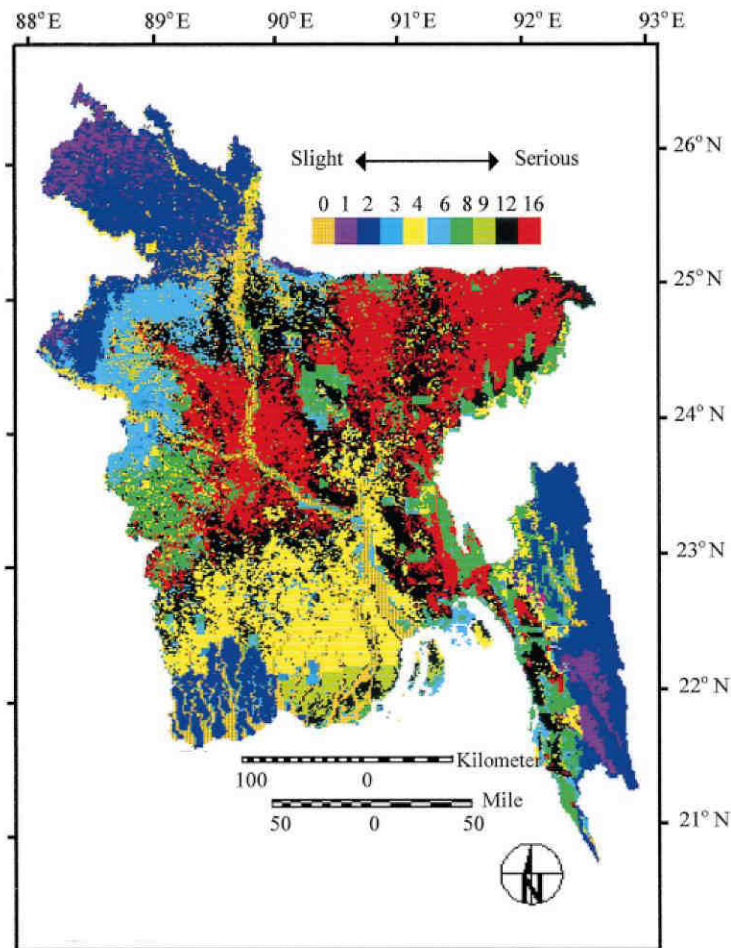 88° E 89° E 90° E 91° E 92° E 93° E
26° N
Slight Serious
0 1 2 3 4 6 8 9 12 16
25° N
24° N
23° N
22° N
Kilometer
100 0
Mile
50 0 50
21° N
N